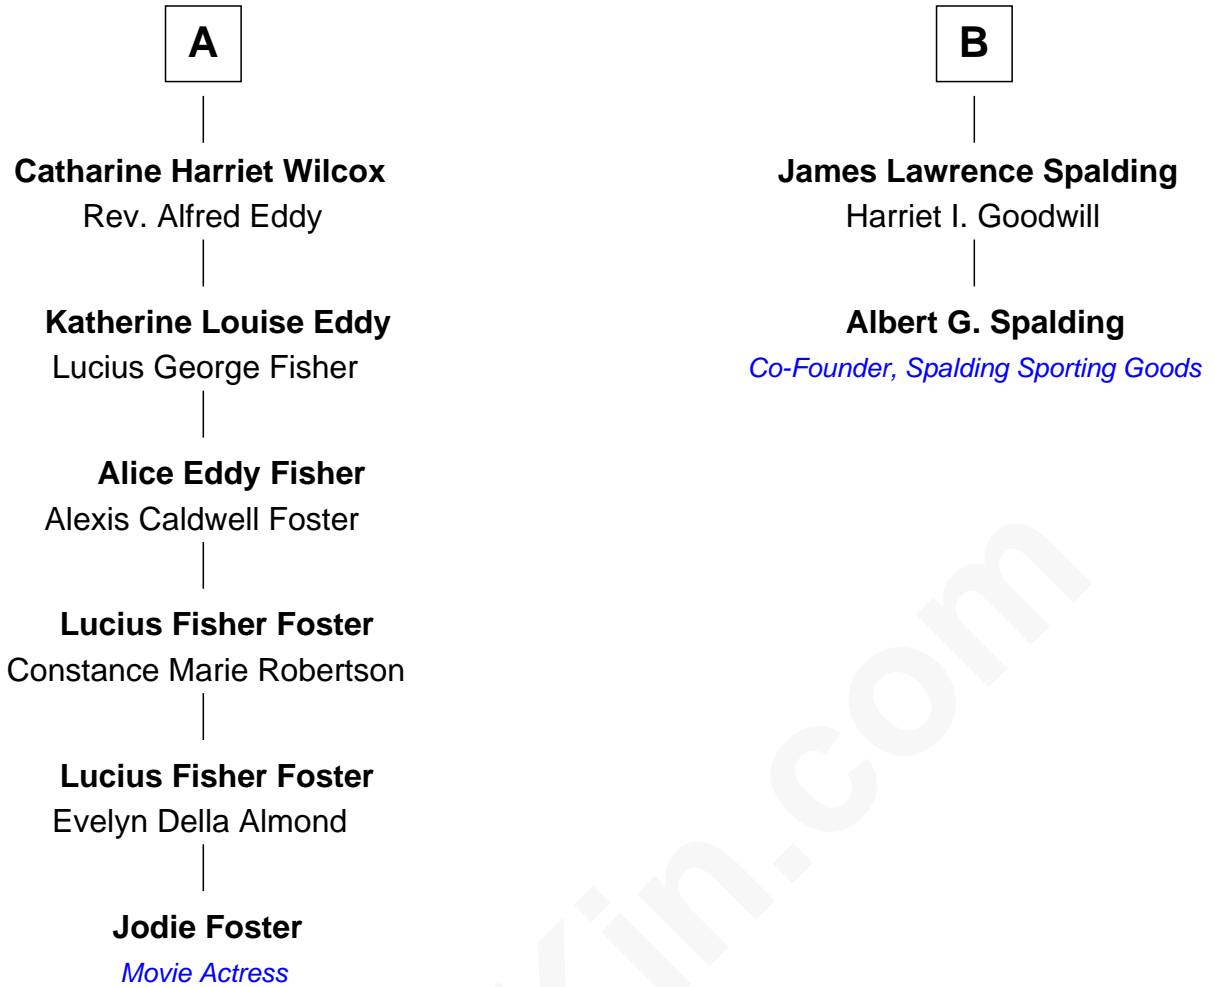 A
Catharine Harriet Wilcox
Rev. Alfred Eddy
Katherine Louise Eddy
Lucius George Fisher
Alice Eddy Fisher
Alexis Caldwell Foster
Lucius Fisher Foster
Constance Marie Robertson
Lucius Fisher Foster
Evelyn Della Almond
Jodie Foster
Movie Actress
B
James Lawrence Spalding
Harriet I. Goodwill
Albert G. Spalding
Co-Founder, Spalding Sporting Goods
Kin.com